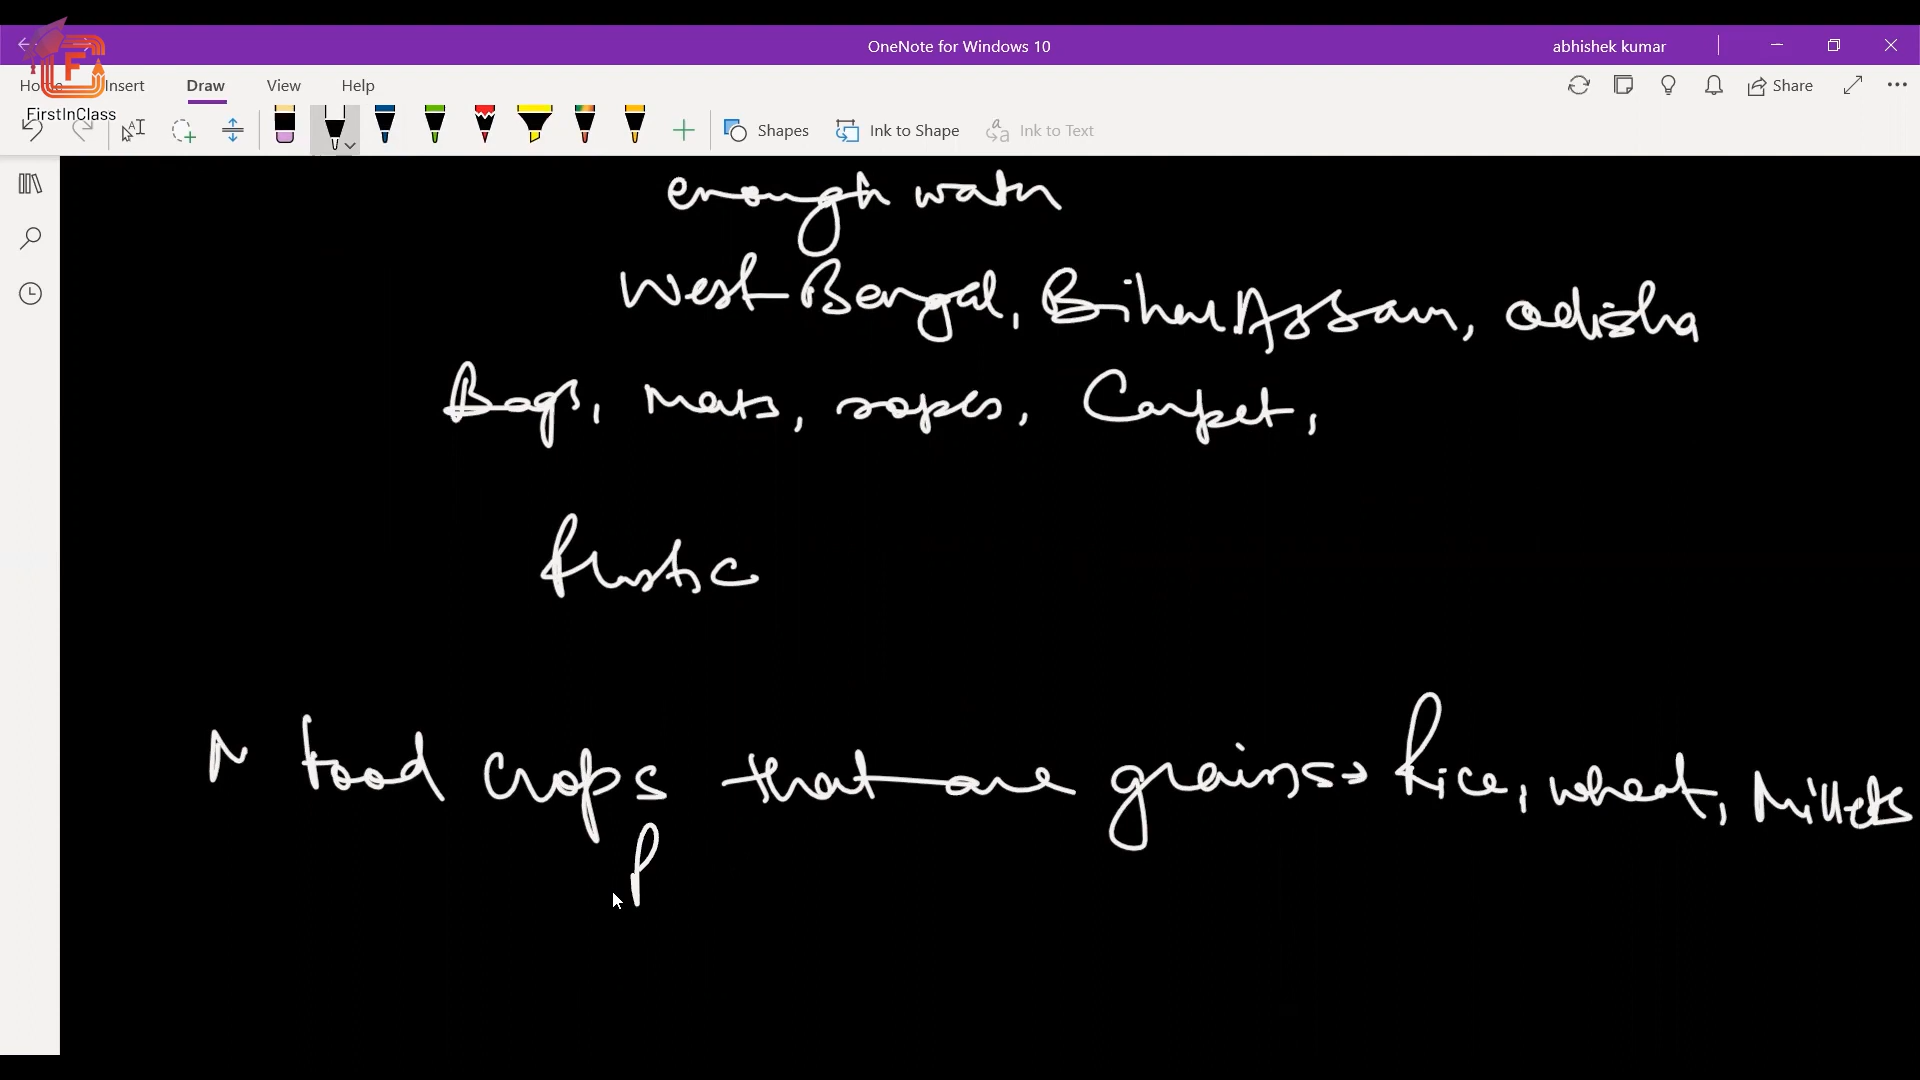 OneNote for Windows 10
abhishek kumar
Home Insert Draw View Help
Share
FirstInClass
Shapes
Ink to Shape
Ink to Text
enough water
West Bengal, Bihar Assam, odisha
Bags, Mats, ropes, Carpet,
Plastic
food crops that are grains → Rice, wheat, Millets
P